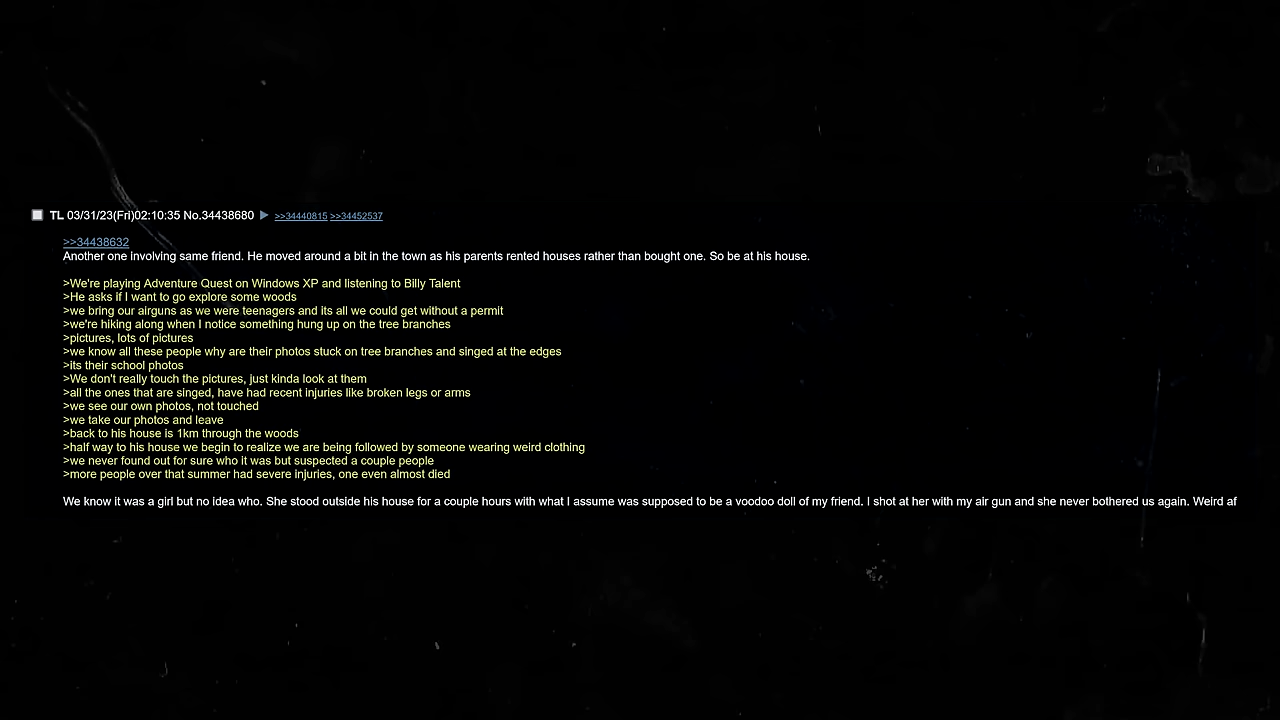 TL 03/31/23(Fri)02:10:35 No.34438680 ▶ >>34440815 >>34452537
>>34438632
Another one involving same friend. He moved around a bit in the town as his parents rented houses rather than bought one. So be at his house.
>We're playing Adventure Quest on Windows XP and listening to Billy Talent
>He asks if I want to go explore some woods
>we bring our airguns as we were teenagers and its all we could get without a permit
>we're hiking along when I notice something hung up on the tree branches
>pictures, lots of pictures
>we know all these people why are their photos stuck on tree branches and singed at the edges
>its their school photos
>We don't really touch the pictures, just kinda look at them
>all the ones that are singed, have had recent injuries like broken legs or arms
>we see our own photos, not touched
>we take our photos and leave
>back to his house is 1km through the woods
>half way to his house we begin to realize we are being followed by someone wearing weird clothing
>we never found out for sure who it was but suspected a couple people
>more people over that summer had severe injuries, one even almost died
We know it was a girl but no idea who. She stood outside his house for a couple hours with what I assume was supposed to be a voodoo doll of my friend. I shot at her with my air gun and she never bothered us again. Weird af